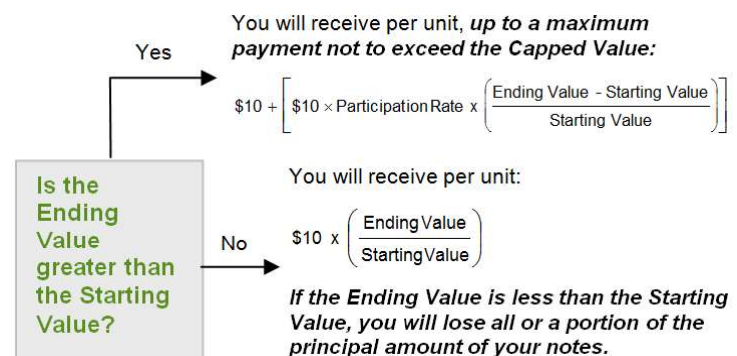 You will receive per unit, up to a maximum
payment not to exceed the Capped Value:
Yes
$10 + [ $10 × Participation Rate x ( Ending Value - Starting Value / Starting Value ) ]
You will receive per unit:
Is the
Ending
Value
greater than
the Starting
Value?
No
$10 x ( Ending Value / Starting Value )
If the Ending Value is less than the Starting
Value, you will lose all or a portion of the
principal amount of your notes.